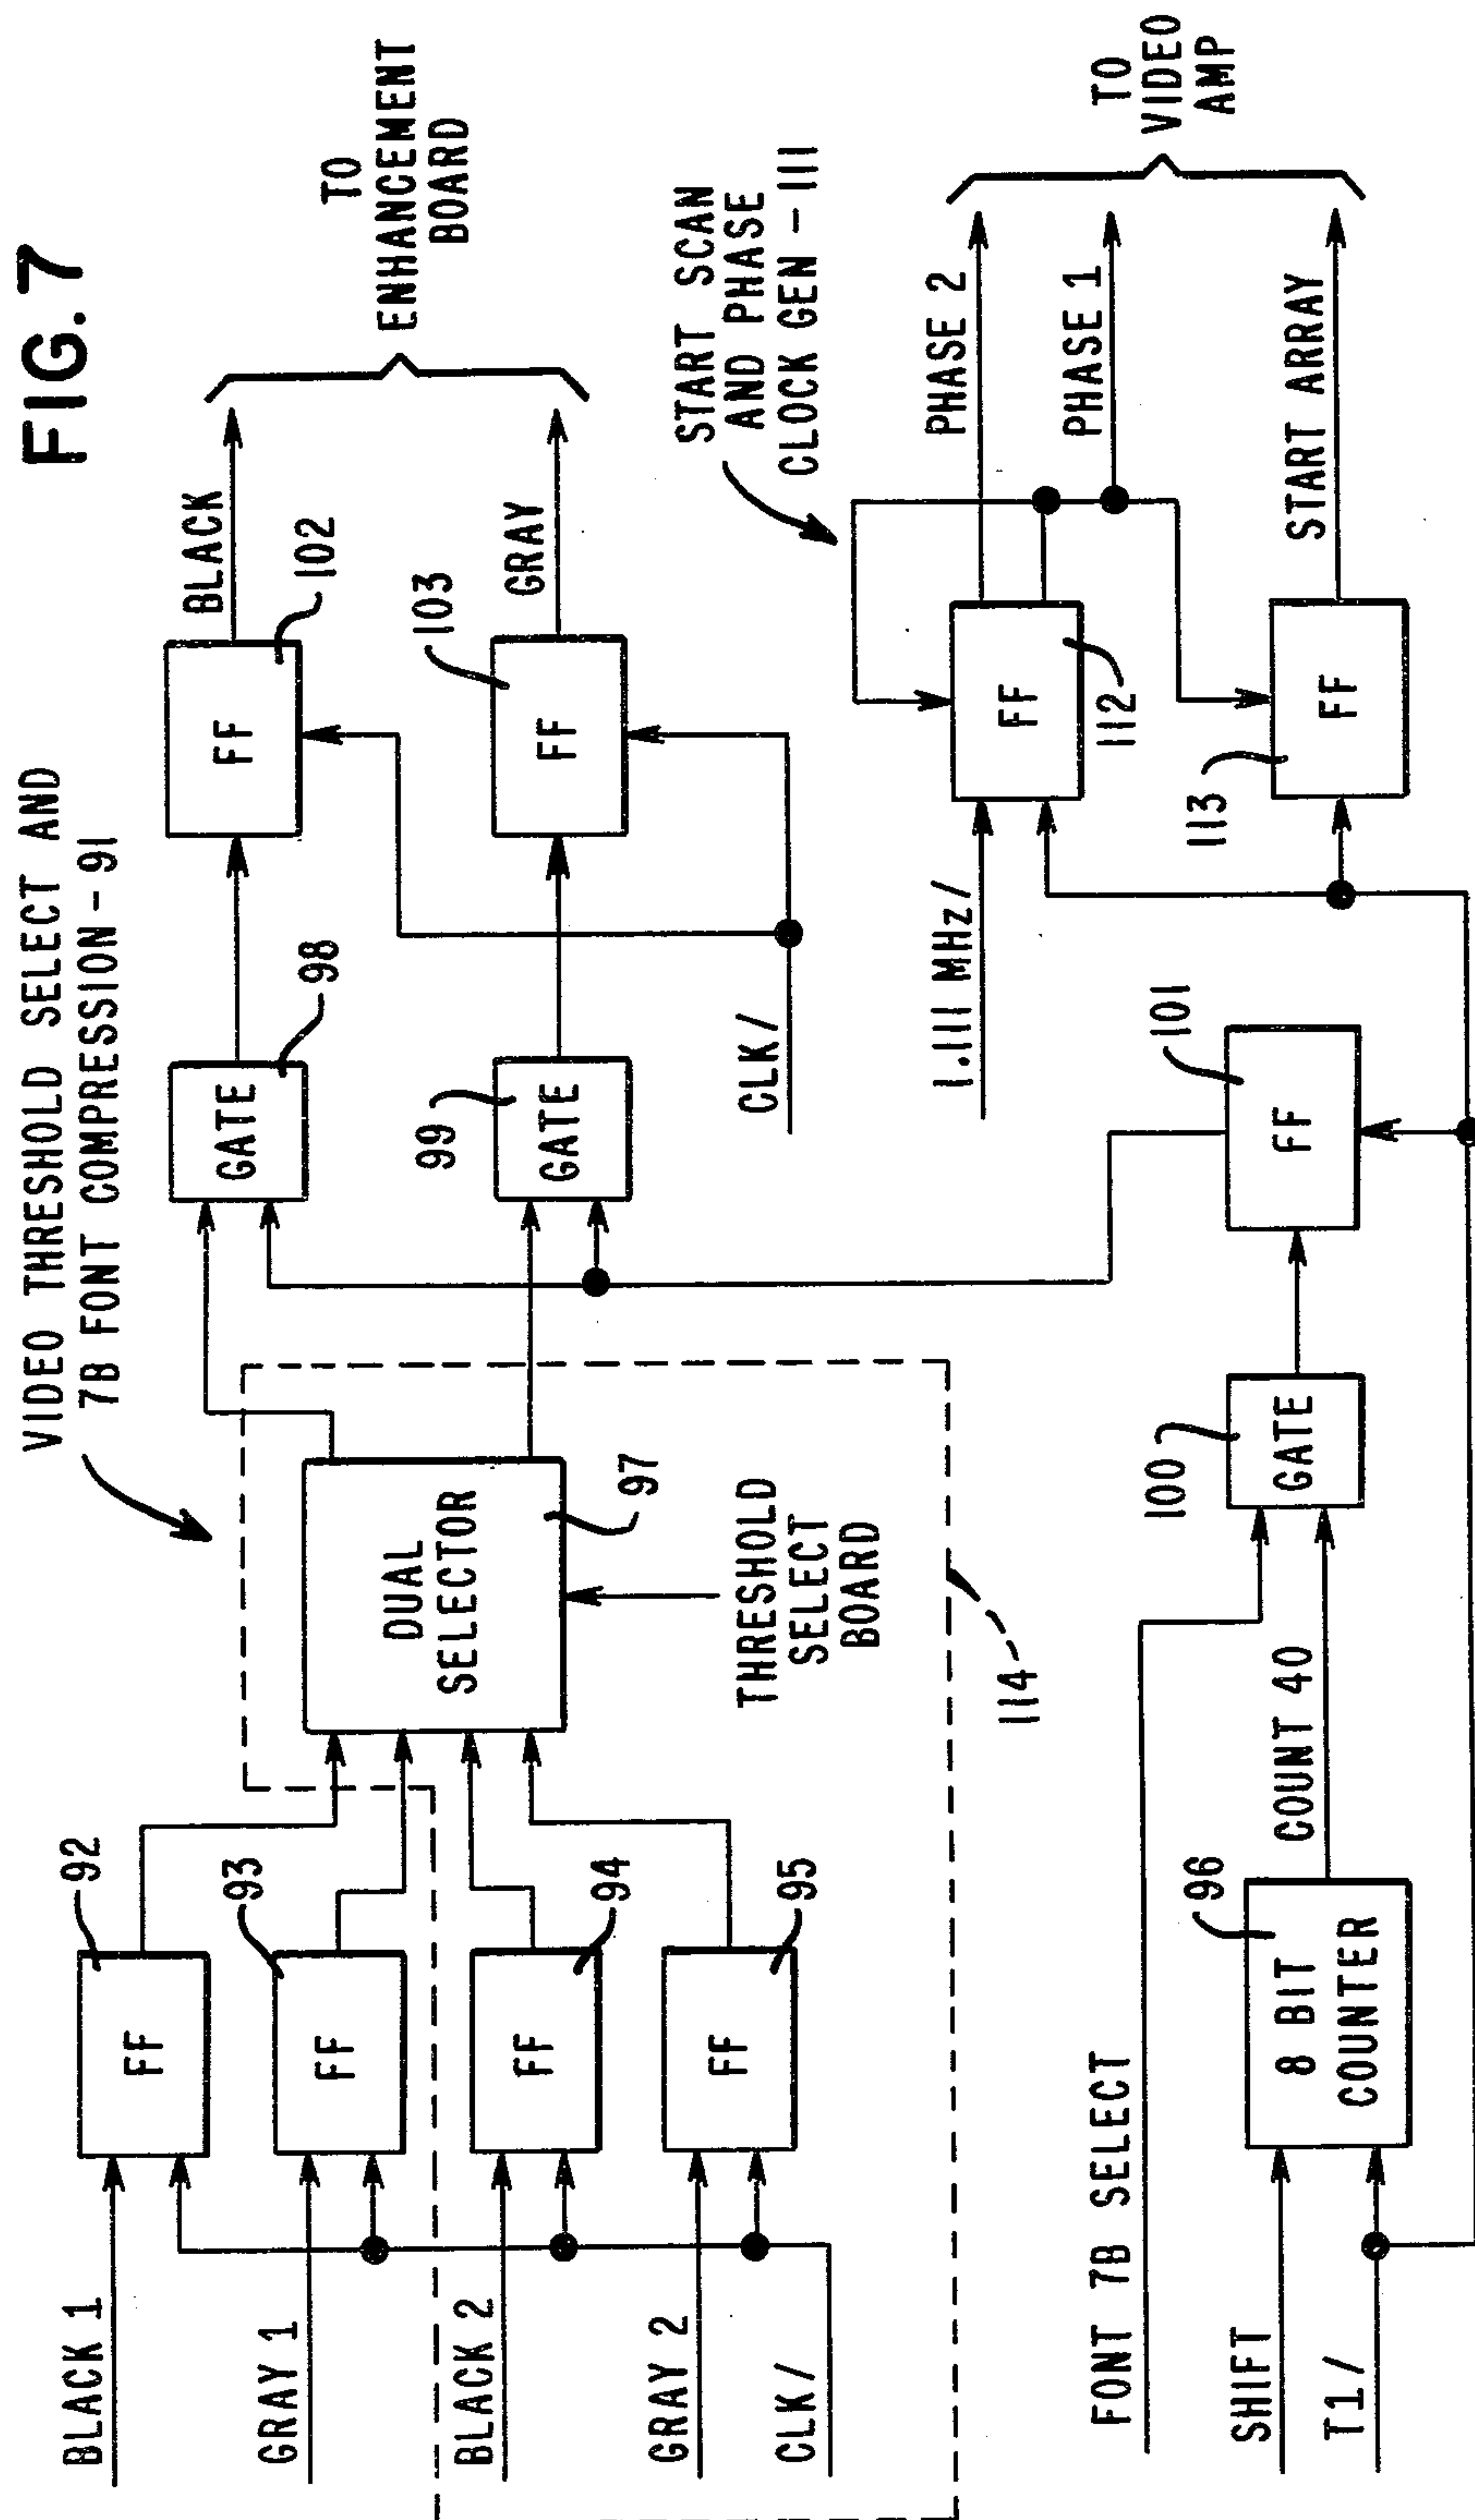 FIG. 7
VIDEO THRESHOLD SELECT AND
7B FONT COMPRESSION - 91
BLACK 1
92
FF
GRAY 1
93
FF
BLACK 2
94
FF
GRAY 2
95
FF
CLK/
DUAL
SELECTOR
97
THRESHOLD
SELECT
BOARD
114
GATE
98
99
GATE
CLK/
FF
102
BLACK
103
FF
GRAY
TO
ENHANCEMENT
BOARD
START SCAN
AND PHASE
CLOCK GEN - 111
FONT 7B SELECT
SHIFT
T1/
96
8 BIT
COUNTER
COUNT 40
100
GATE
101
FF
1.111 MHz/
FF
112
PHASE 2
PHASE 1
113
FF
START ARRAY
TO
VIDEO
AMP